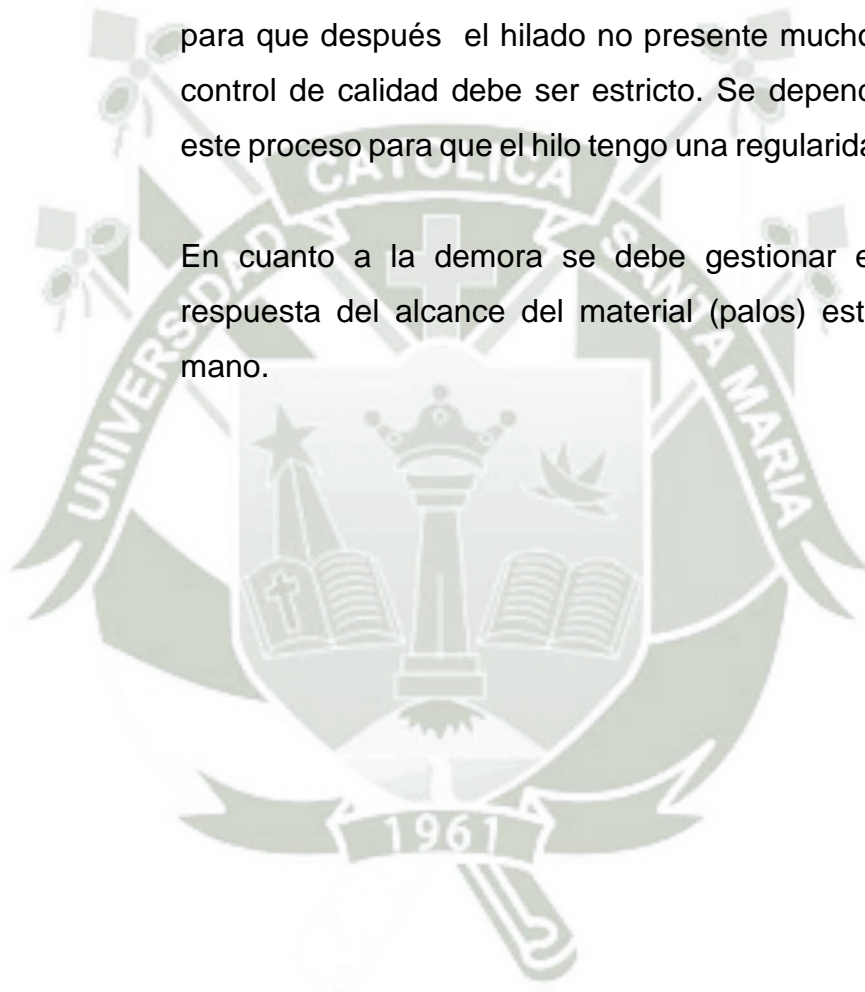 para que después el hilado no presente mucho
control de calidad debe ser estricto. Se depend
este proceso para que el hilo tengo una regularida
En cuanto a la demora se debe gestionar e
respuesta del alcance del material (palos) est
mano.
UNIVERSIDAD CATOLICA SANTA MARIA
1961